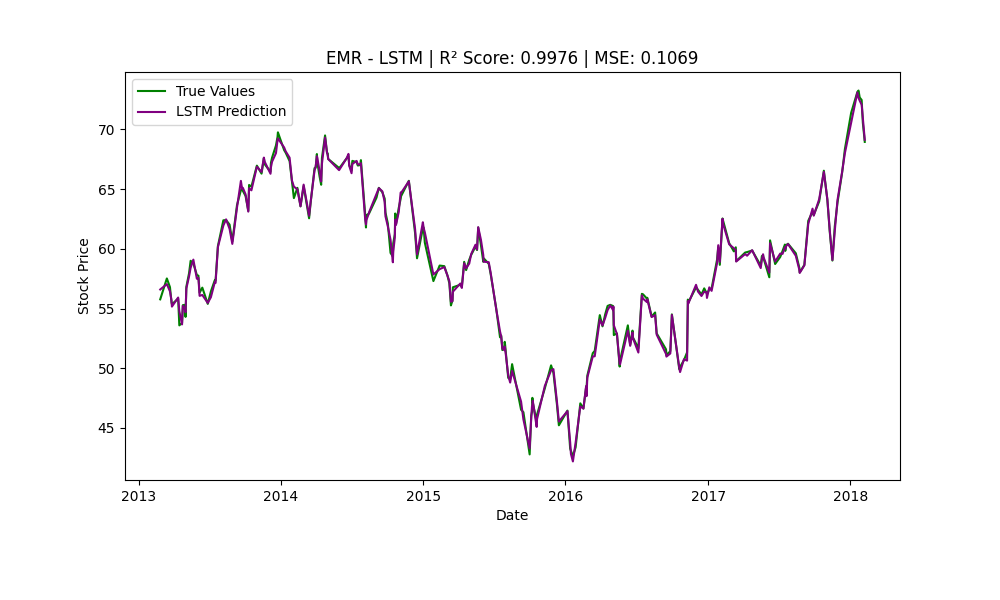 EMR - LSTM | R² Score: 0.9976 | MSE: 0.1069
True Values
LSTM Prediction
Stock Price
70
65
60
55
50
45
2013 2014 2015 2016 2017 2018
Date